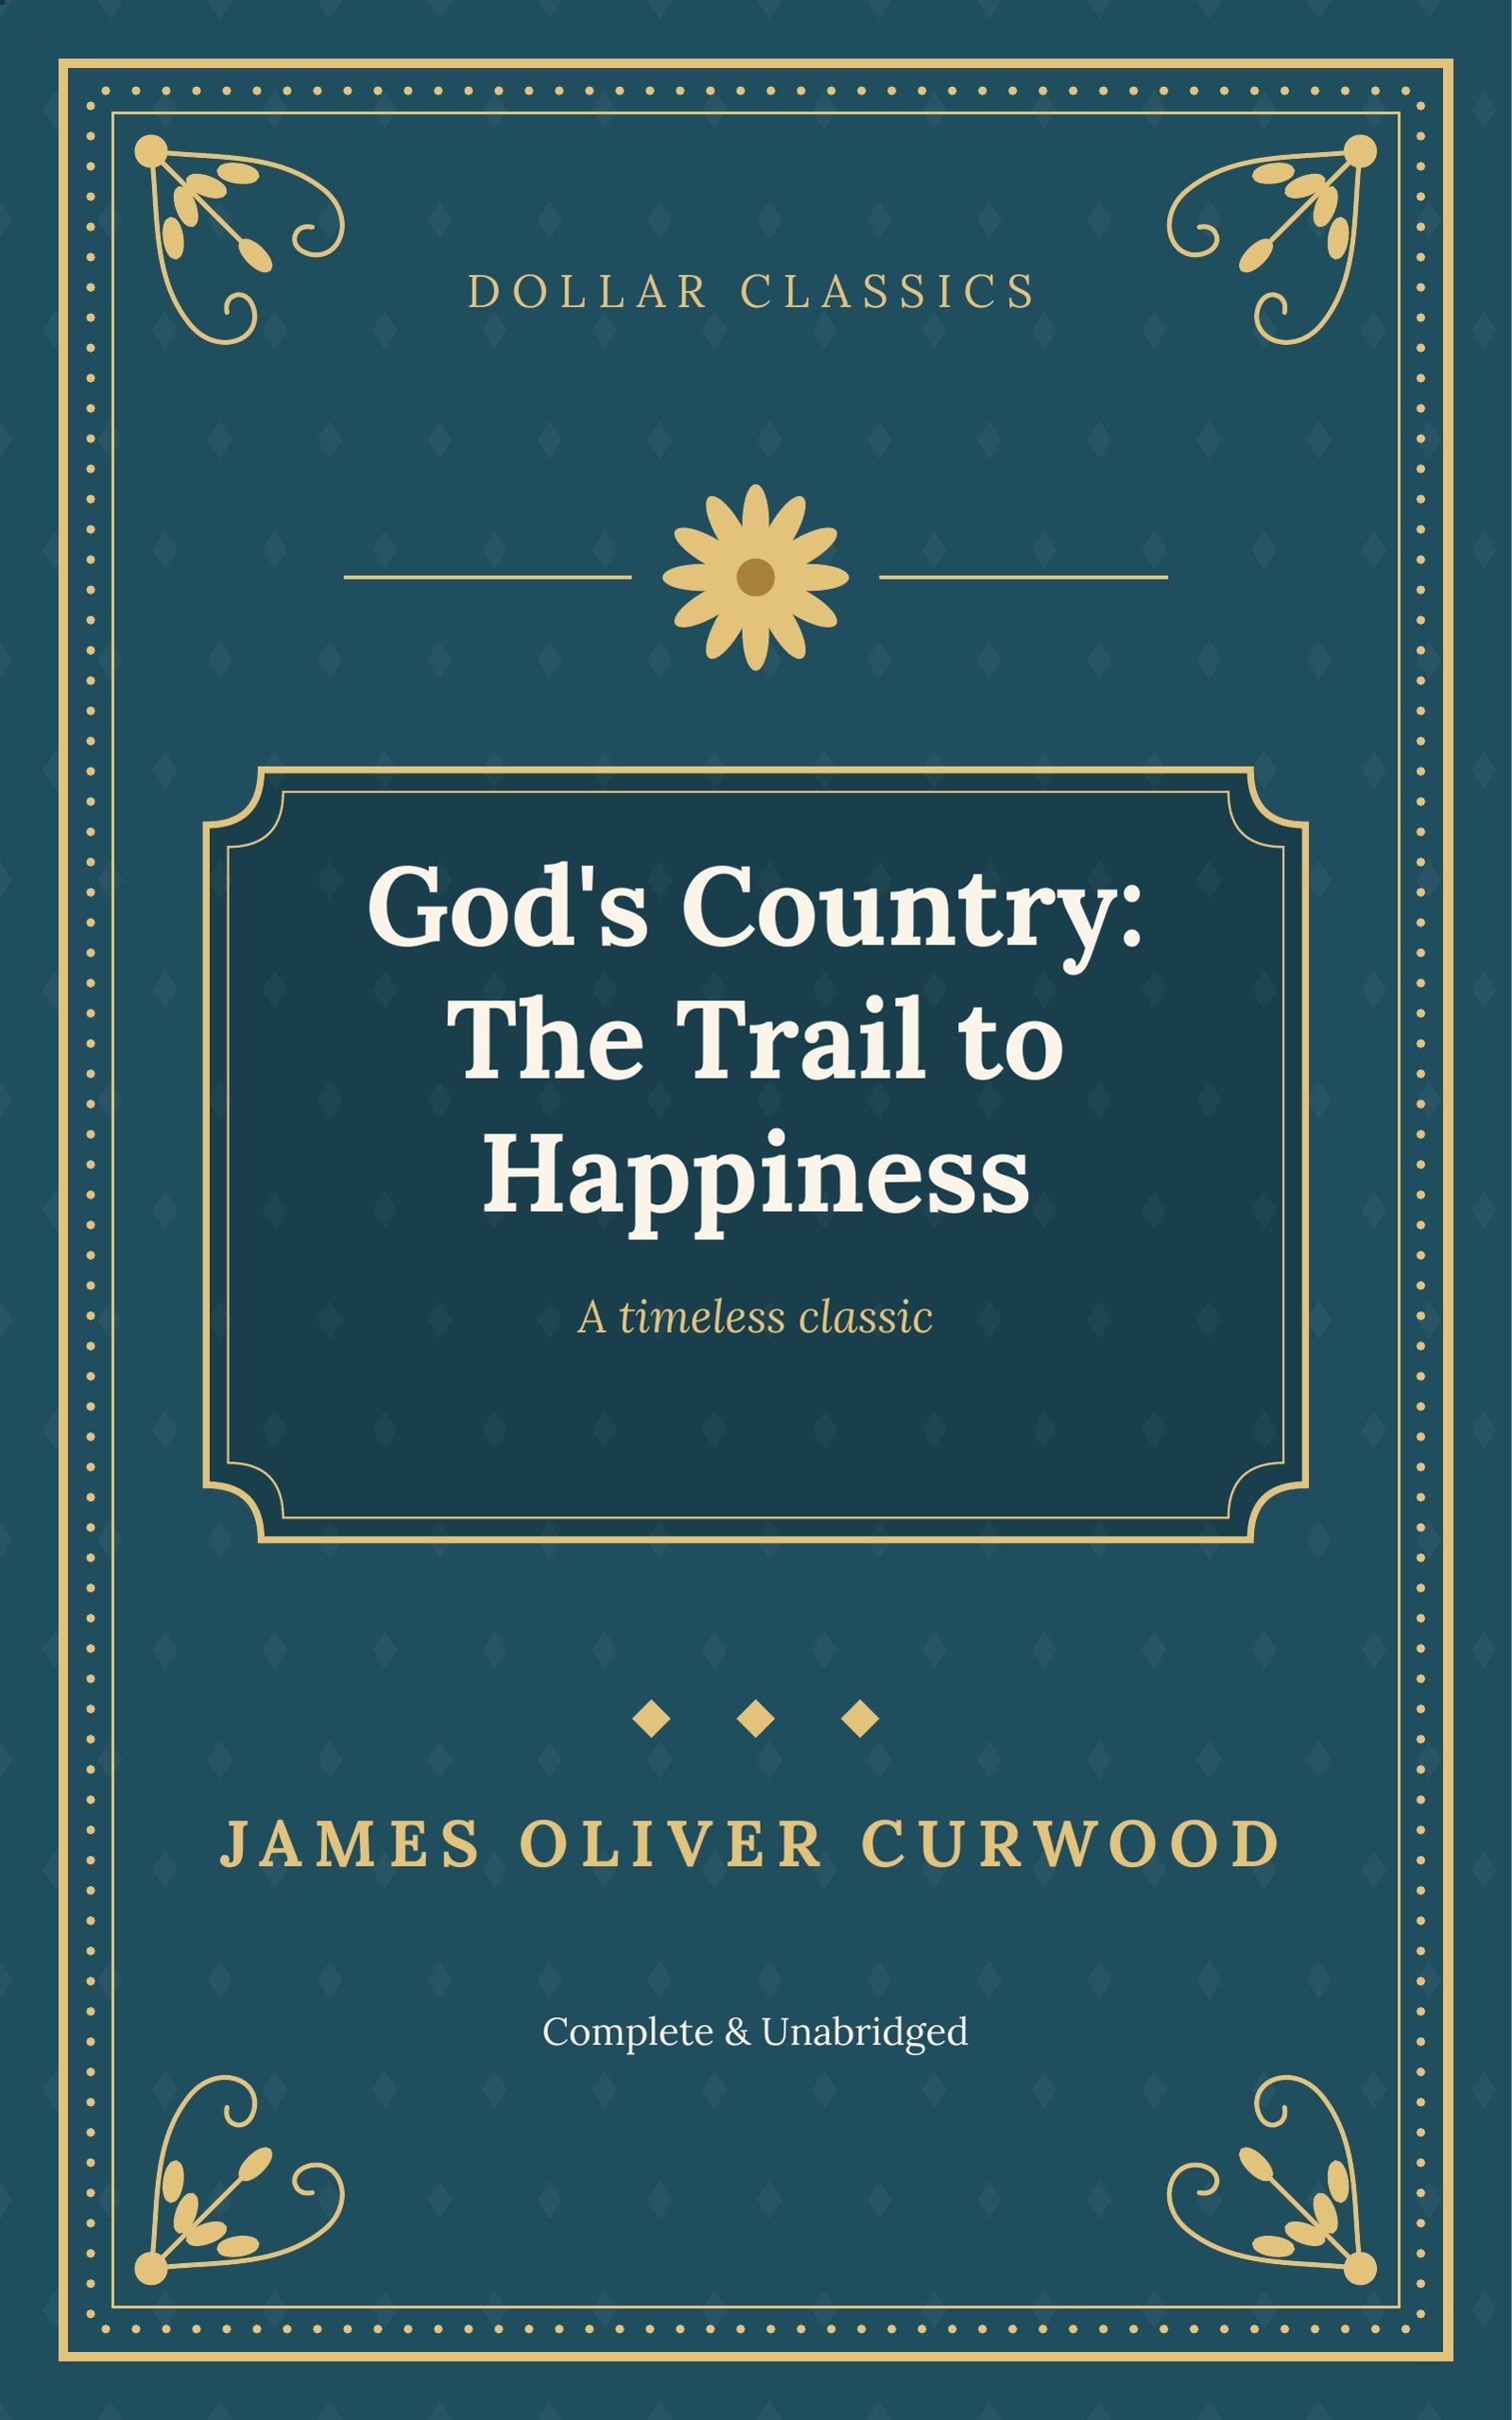 DOLLAR CLASSICS
God's Country:
The Trail to
Happiness
A timeless classic
JAMES OLIVER CURWOOD
Complete & Unabridged